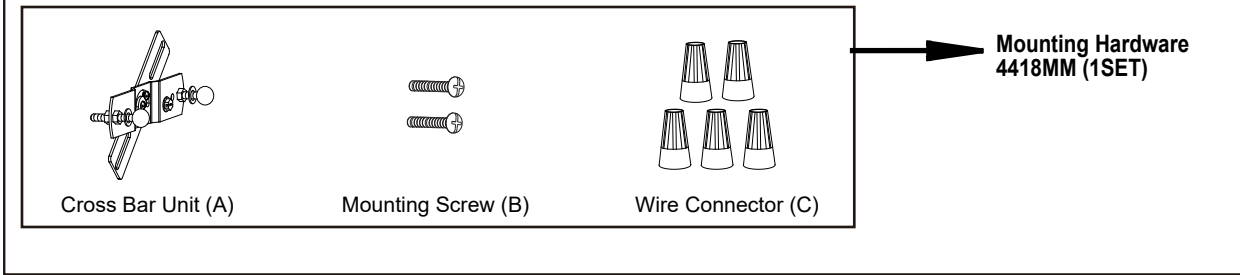 Mounting Hardware
4418MM (1SET)
Cross Bar Unit (A)
Mounting Screw (B)
Wire Connector (C)